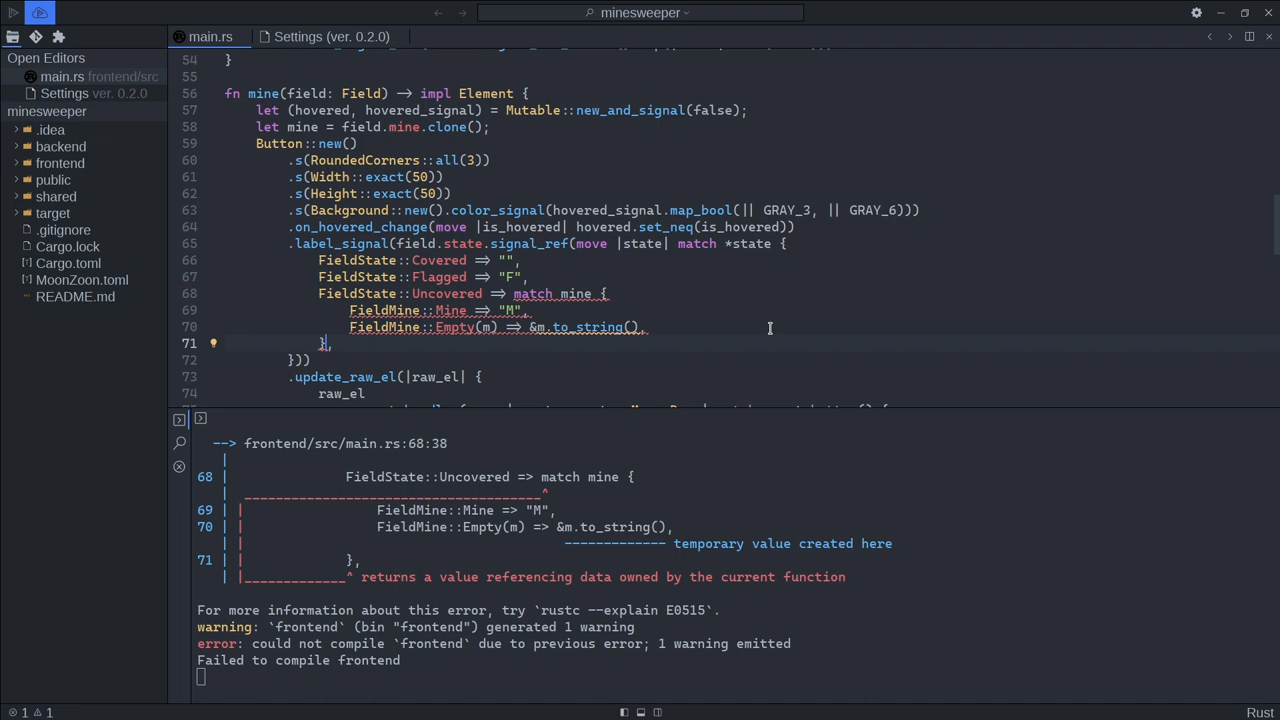 minesweeper
main.rs
Settings (ver. 0.2.0)
Open Editors
main.rs frontend/src
Settings ver. 0.2.0
minesweeper
.idea
backend
frontend
public
shared
target
.gitignore
Cargo.lock
Cargo.toml
MoonZoon.toml
README.md
54 }
55
56 fn mine(field: Field) -> impl Element {
57 let (hovered, hovered_signal) = Mutable::new_and_signal(false);
58 let mine = field.mine.clone();
59 Button::new()
60 .s(RoundedCorners::all(3))
61 .s(Width::exact(50))
62 .s(Height::exact(50))
63 .s(Background::new().color_signal(hovered_signal.map_bool(|| GRAY_3, || GRAY_6)))
64 .on_hovered_change(move |is_hovered| hovered.set_neq(is_hovered))
65 .label_signal(field.state.signal_ref(move |state| match *state {
66 FieldState::Covered => "",
67 FieldState::Flagged => "F",
68 FieldState::Uncovered => match mine {
69 FieldMine::Mine => "M",
70 FieldMine::Empty(m) => &m.to_string(),
71 },
72 }))
73 .update_raw_el(|raw_el| {
74 raw_el
--> frontend/src/main.rs:68:38
|
68 | FieldState::Uncovered => match mine {
| ______________________________________^
69 | | FieldMine::Mine => "M",
70 | | FieldMine::Empty(m) => &m.to_string(),
| | ------------- temporary value created here
71 | | },
| |_____________^ returns a value referencing data owned by the current function
For more information about this error, try `rustc --explain E0515`.
warning: `frontend` (bin "frontend") generated 1 warning
error: could not compile `frontend` due to previous error; 1 warning emitted
Failed to compile frontend
1 1
Rust